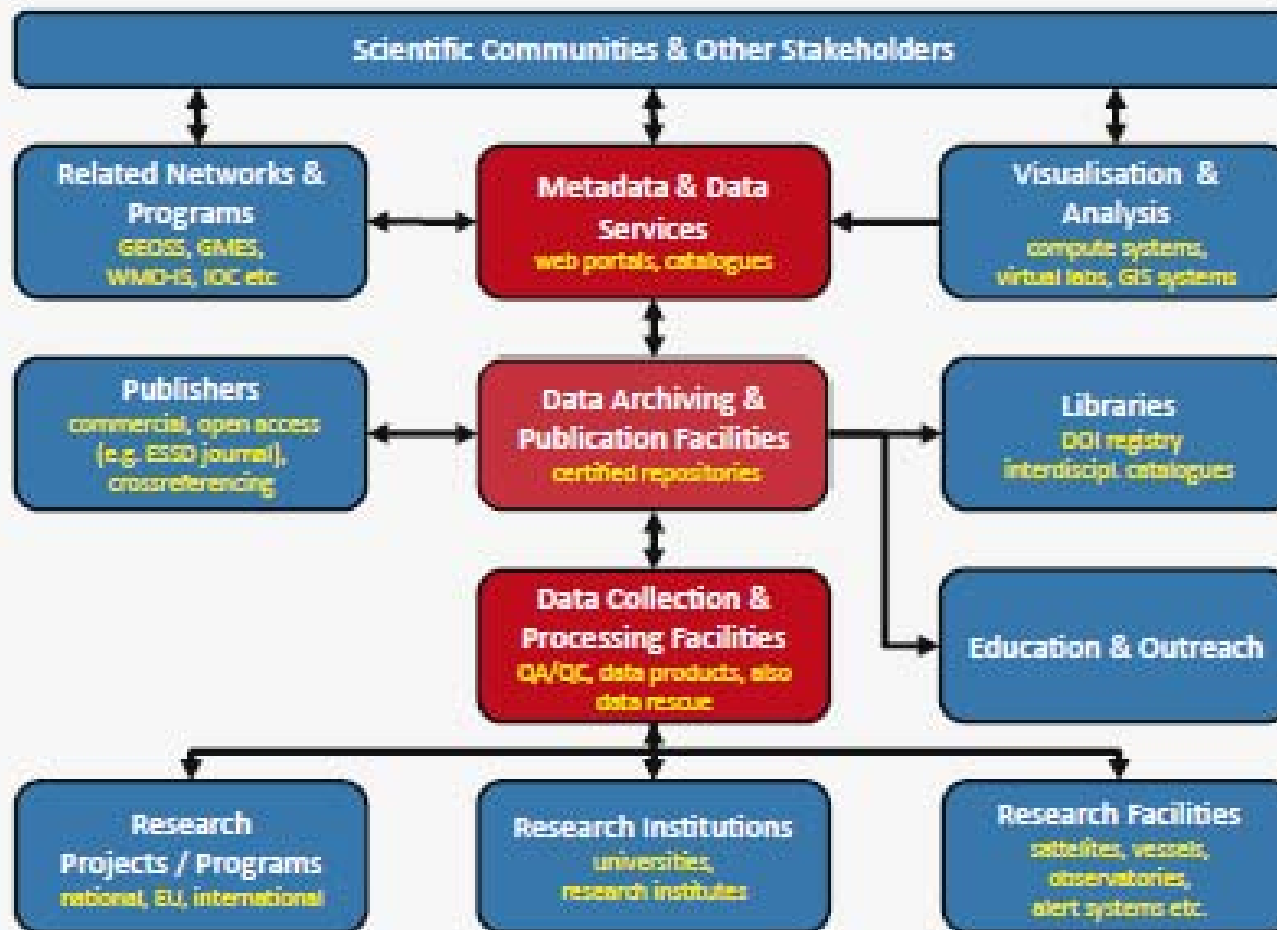 Scientific Communities & Other Stakeholders
Related Networks &
Programs
GEOSS, GMES,
WMO-IS, IOC etc
Metadata & Data
Services
web portals, catalogues
Visualisation &
Analysis
compute systems,
virtual labs, GIS systems
Publishers
commercial, open access
(e.g. ESSD journal),
crossreferencing
Data Archiving &
Publication Facilities
certified repositories
Libraries
DOI registry
interdiscipl. catalogues
Data Collection &
Processing Facilities
QA/QC, data products, also
data rescue
Education & Outreach
Research
Projects / Programs
national, EU, international
Research Institutions
universities,
research institutes
Research Facilities
sattelites, vessels,
observatories,
alert systems etc.